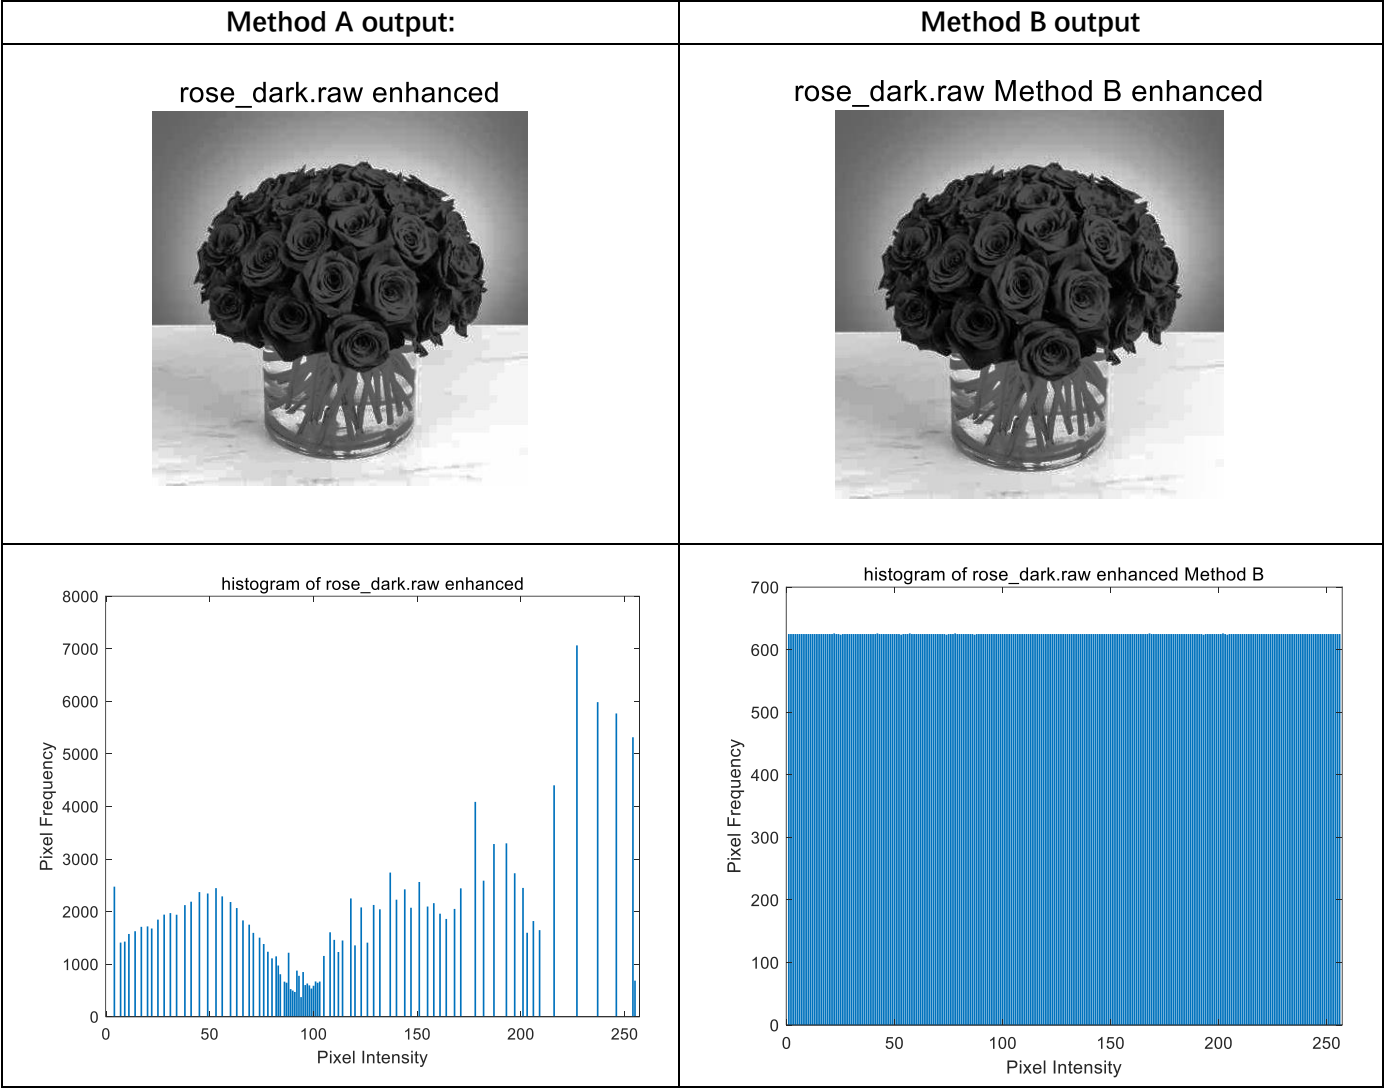 Method A output:
Method B output
rose_dark.raw enhanced
rose_dark.raw Method B enhanced
histogram of rose_dark.raw enhanced
8000
7000
6000
5000
4000
3000
2000
1000
0
Pixel Frequency
0 50 100 150 200 250
Pixel Intensity
histogram of rose_dark.raw enhanced Method B
700
600
500
400
300
200
100
0
Pixel Frequency
0 50 100 150 200 250
Pixel Intensity